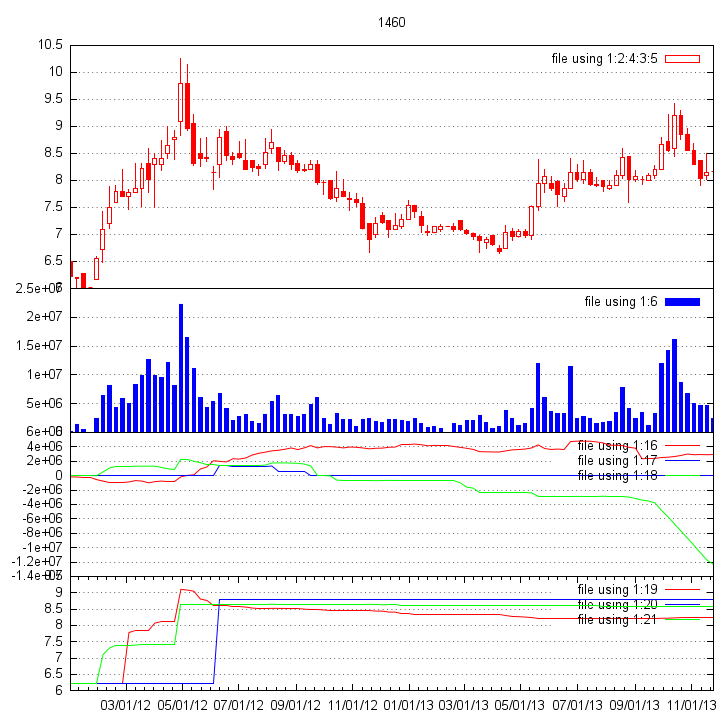 1460
10.5
file using 1:2:4:3:5
10
9.5
9
8.5
8
7.5
7
6.5
6
2.5e+07
file using 1:6
2e+07
1.5e+07
1e+07
5e+06
0
6e+06
4e+06
file using 1:16
2e+06
file using 1:17
0
file using 1:18
-2e+06
-4e+06
-6e+06
-8e+06
-1e+07
-1.2e+07
-1.4e+07
9
file using 1:19
8.5
file using 1:20
8
file using 1:21
7.5
7
6.5
6
03/01/12 05/01/12 07/01/12 09/01/12 11/01/12 01/01/13 03/01/13 05/01/13 07/01/13 09/01/13 11/01/13